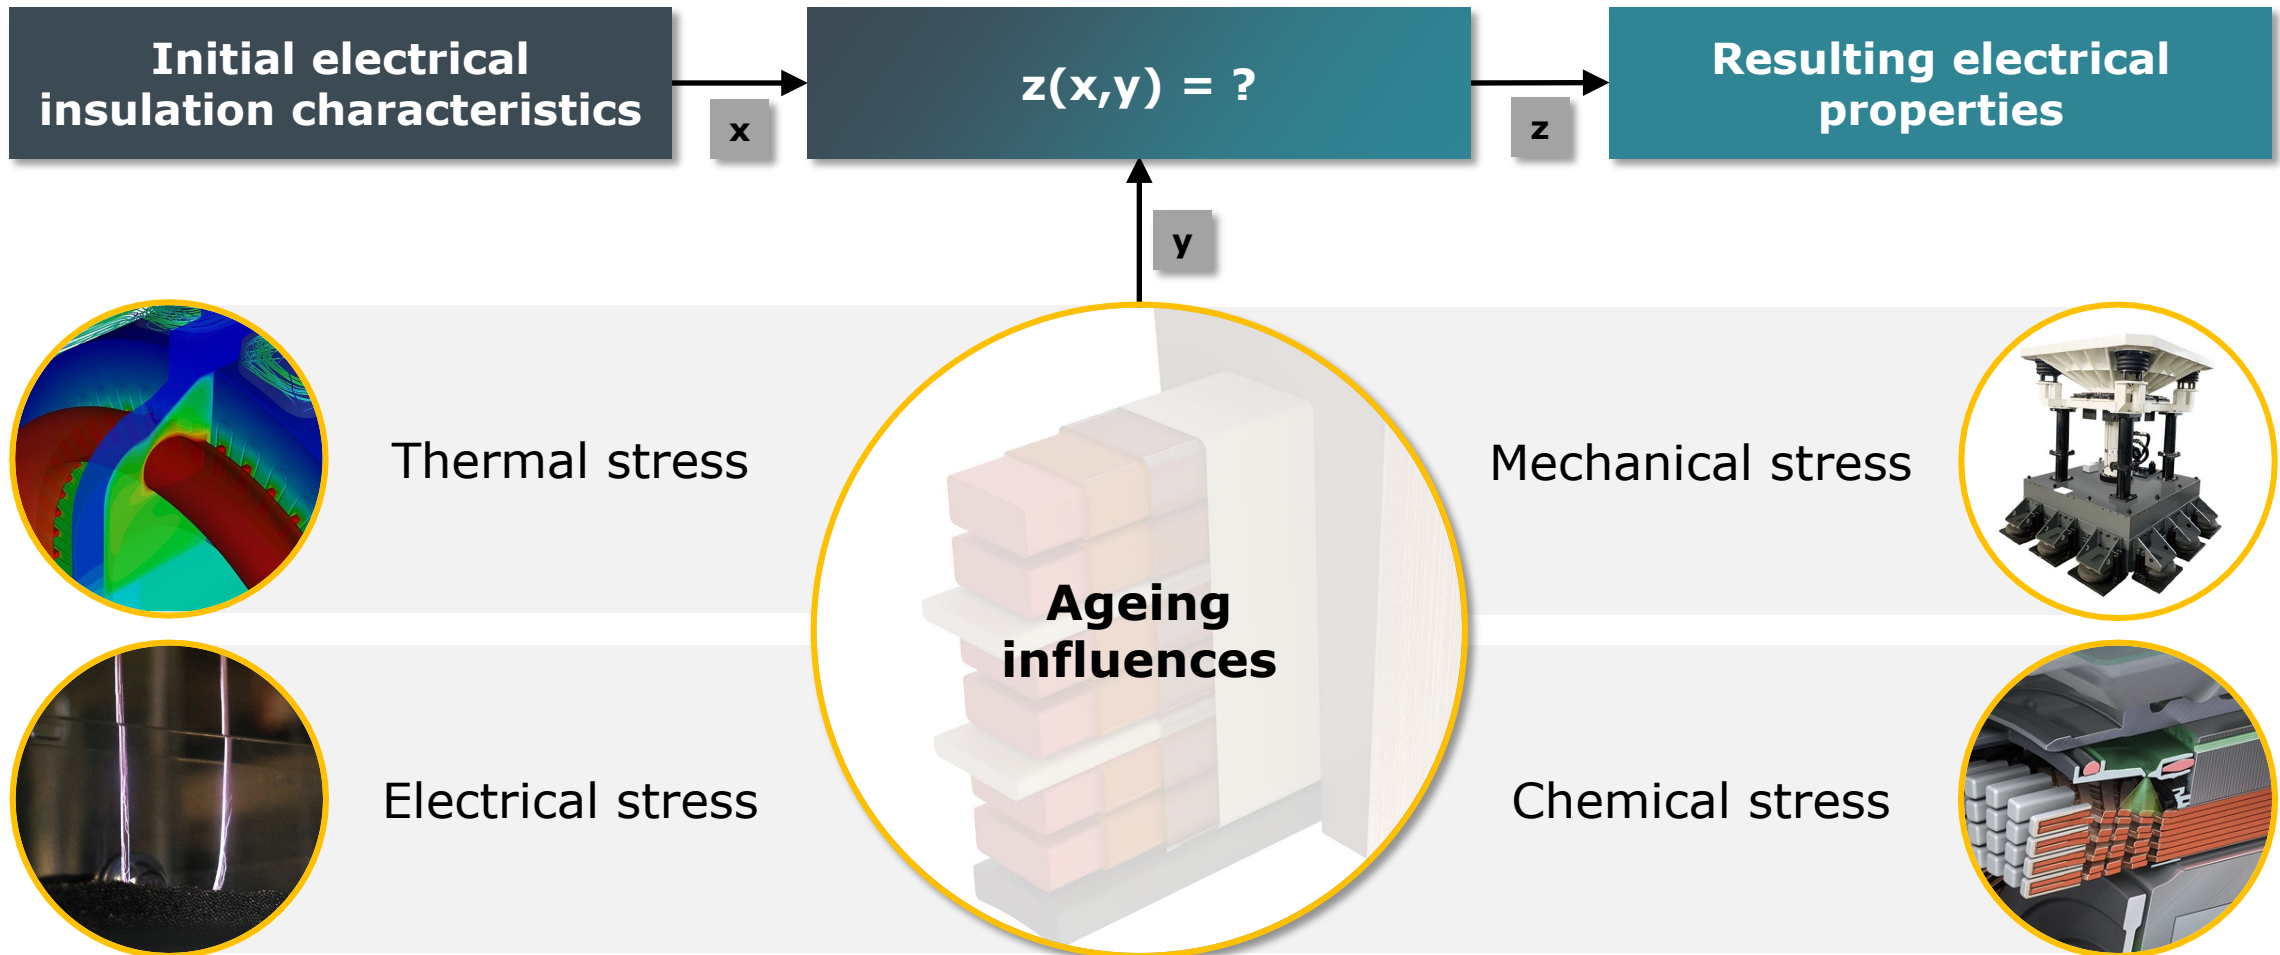 Initial electrical
insulation characteristics
x
z(x,y) = ?
z
Resulting electrical
properties
y
Thermal stress
Mechanical stress
Ageing
influences
Electrical stress
Chemical stress